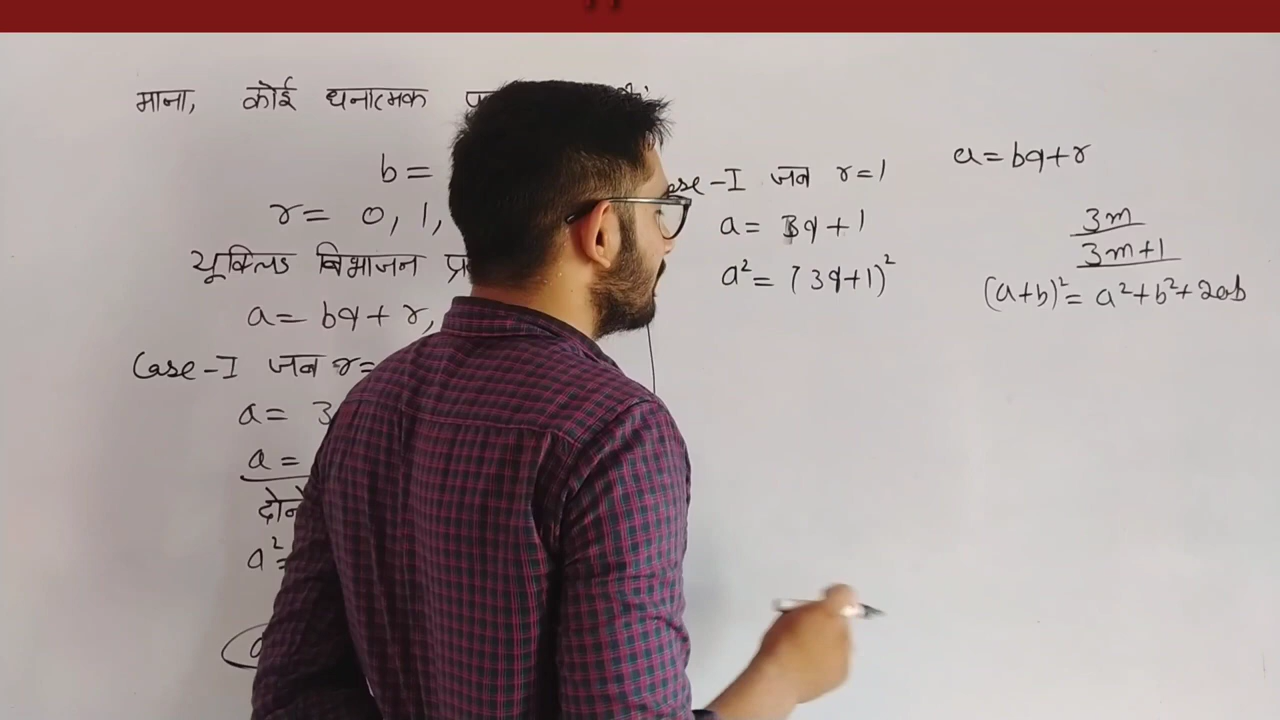 माना, कोई धनात्मक
b =
r = 0, 1,
यूक्लिड विभाजन
a = bq + r,
Case - I जब r =
a = 3
a =
a² =
Case - I जब r = 1
a = 3q + 1
a² = (3q + 1)²
a = bq + r
3m
3m + 1
(a + b)² = a² + b² + 2ab